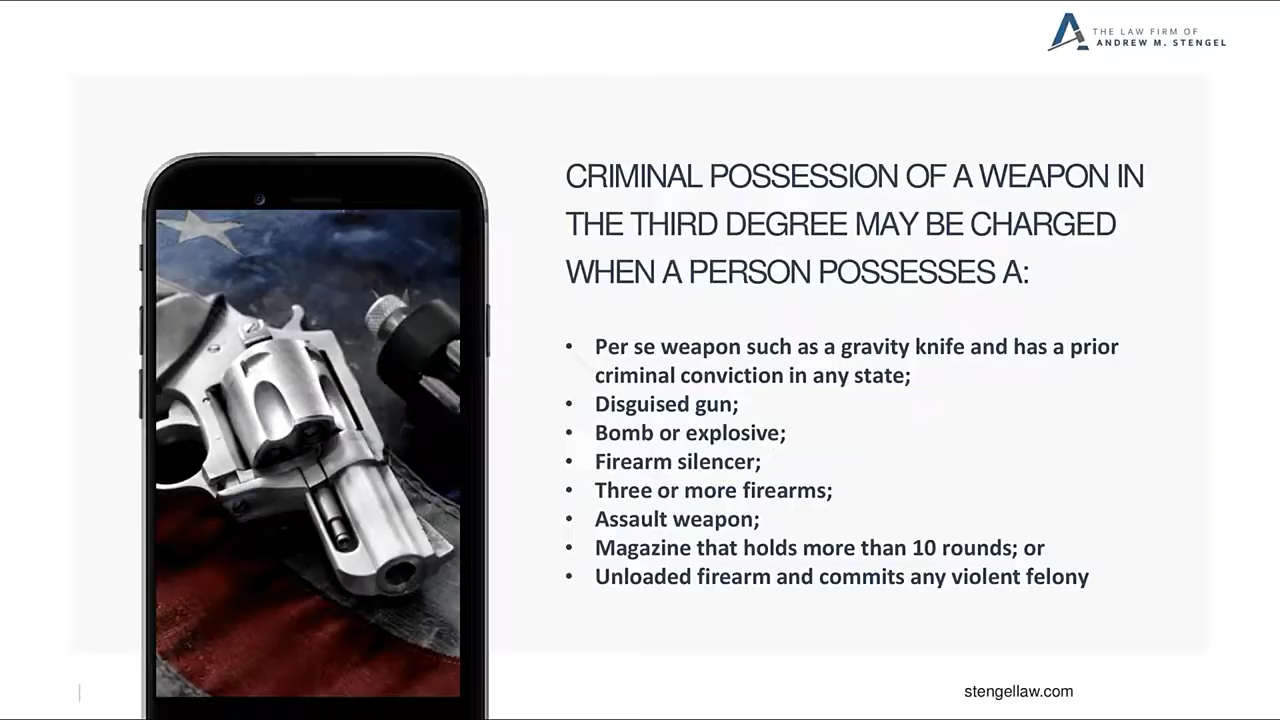 THE LAW FIRM OF
ANDREW M. STENGEL
CRIMINAL POSSESSION OF A WEAPON IN
THE THIRD DEGREE MAY BE CHARGED
WHEN A PERSON POSSESSES A:
• Per se weapon such as a gravity knife and has a prior
criminal conviction in any state;
• Disguised gun;
• Bomb or explosive;
• Firearm silencer;
• Three or more firearms;
• Assault weapon;
• Magazine that holds more than 10 rounds; or
• Unloaded firearm and commits any violent felony
stengellaw.com